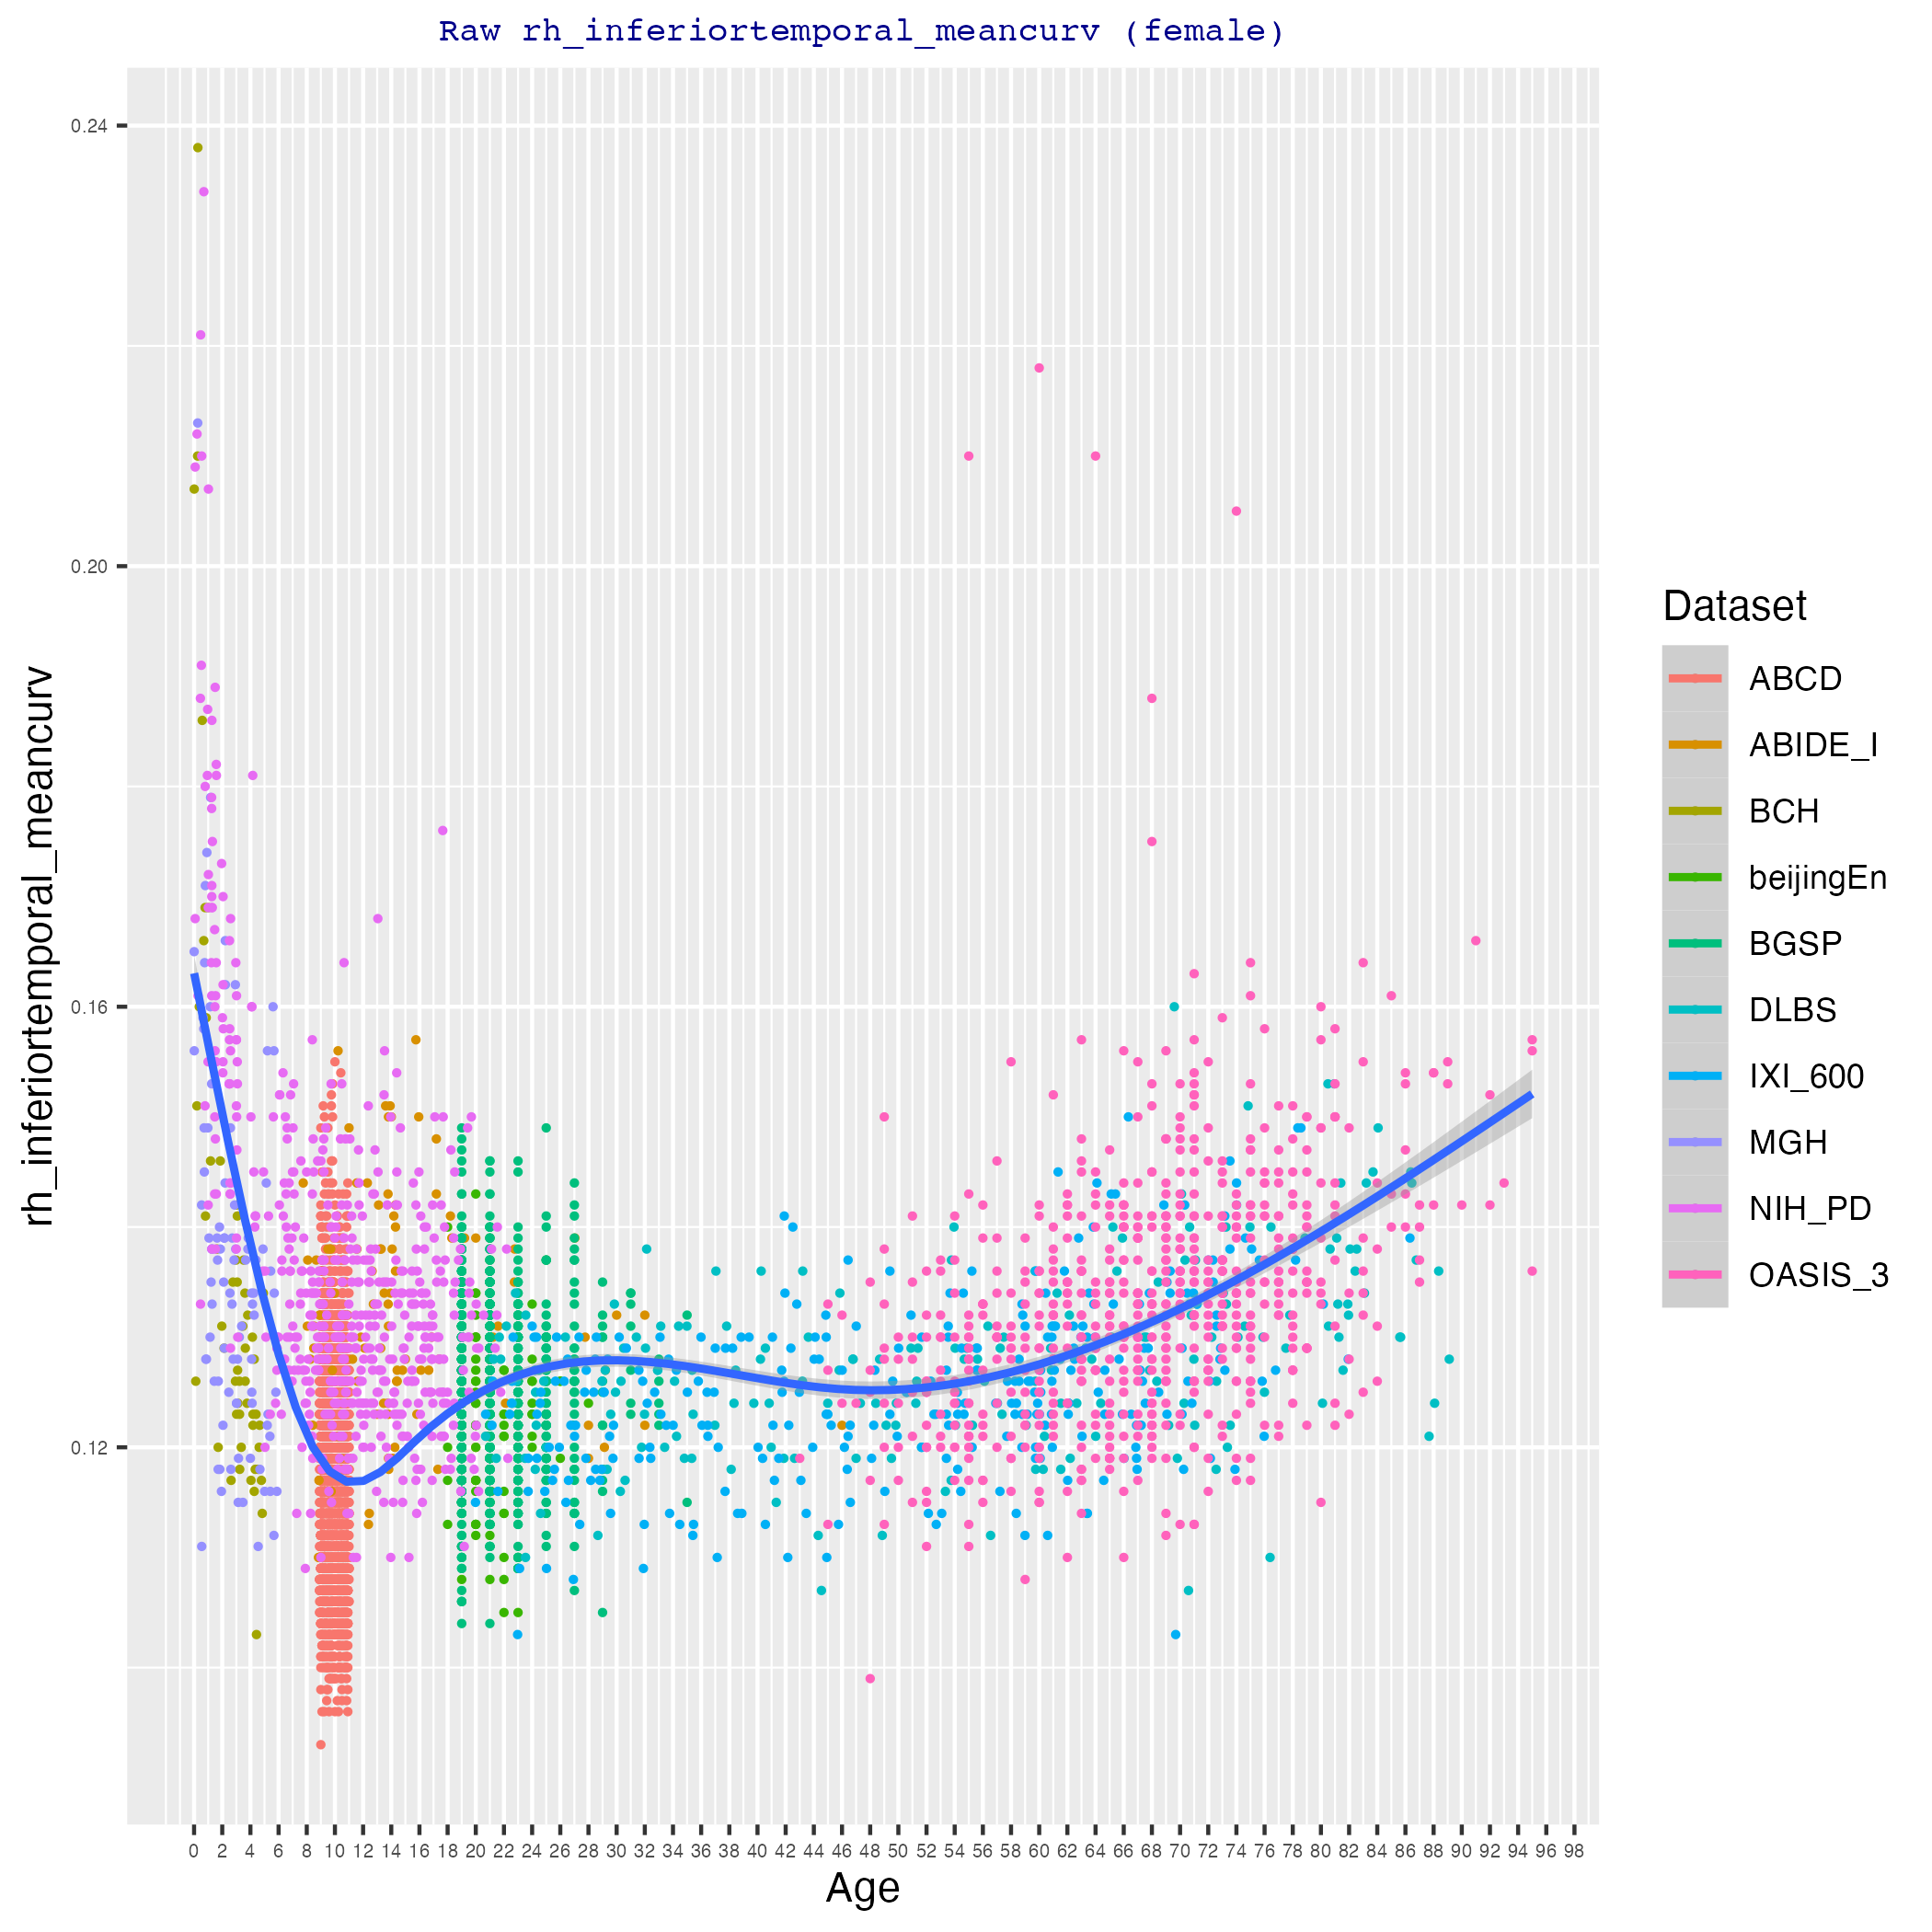 Raw rh_inferiortemporal_meancurv (female)
rh_inferiortemporal_meancurv
0.24
0.20
0.16
0.12
0 2 4 6 8 10 12 14 16 18 20 22 24 26 28 30 32 34 36 38 40 42 44 46 48 50 52 54 56 58 60 62 64 66 68 70 72 74 76 78 80 82 84 86 88 90 92 94 96 98
Age
Dataset
ABCD
ABIDE_I
BCH
beijingEn
BGSP
DLBS
IXI_600
MGH
NIH_PD
OASIS_3